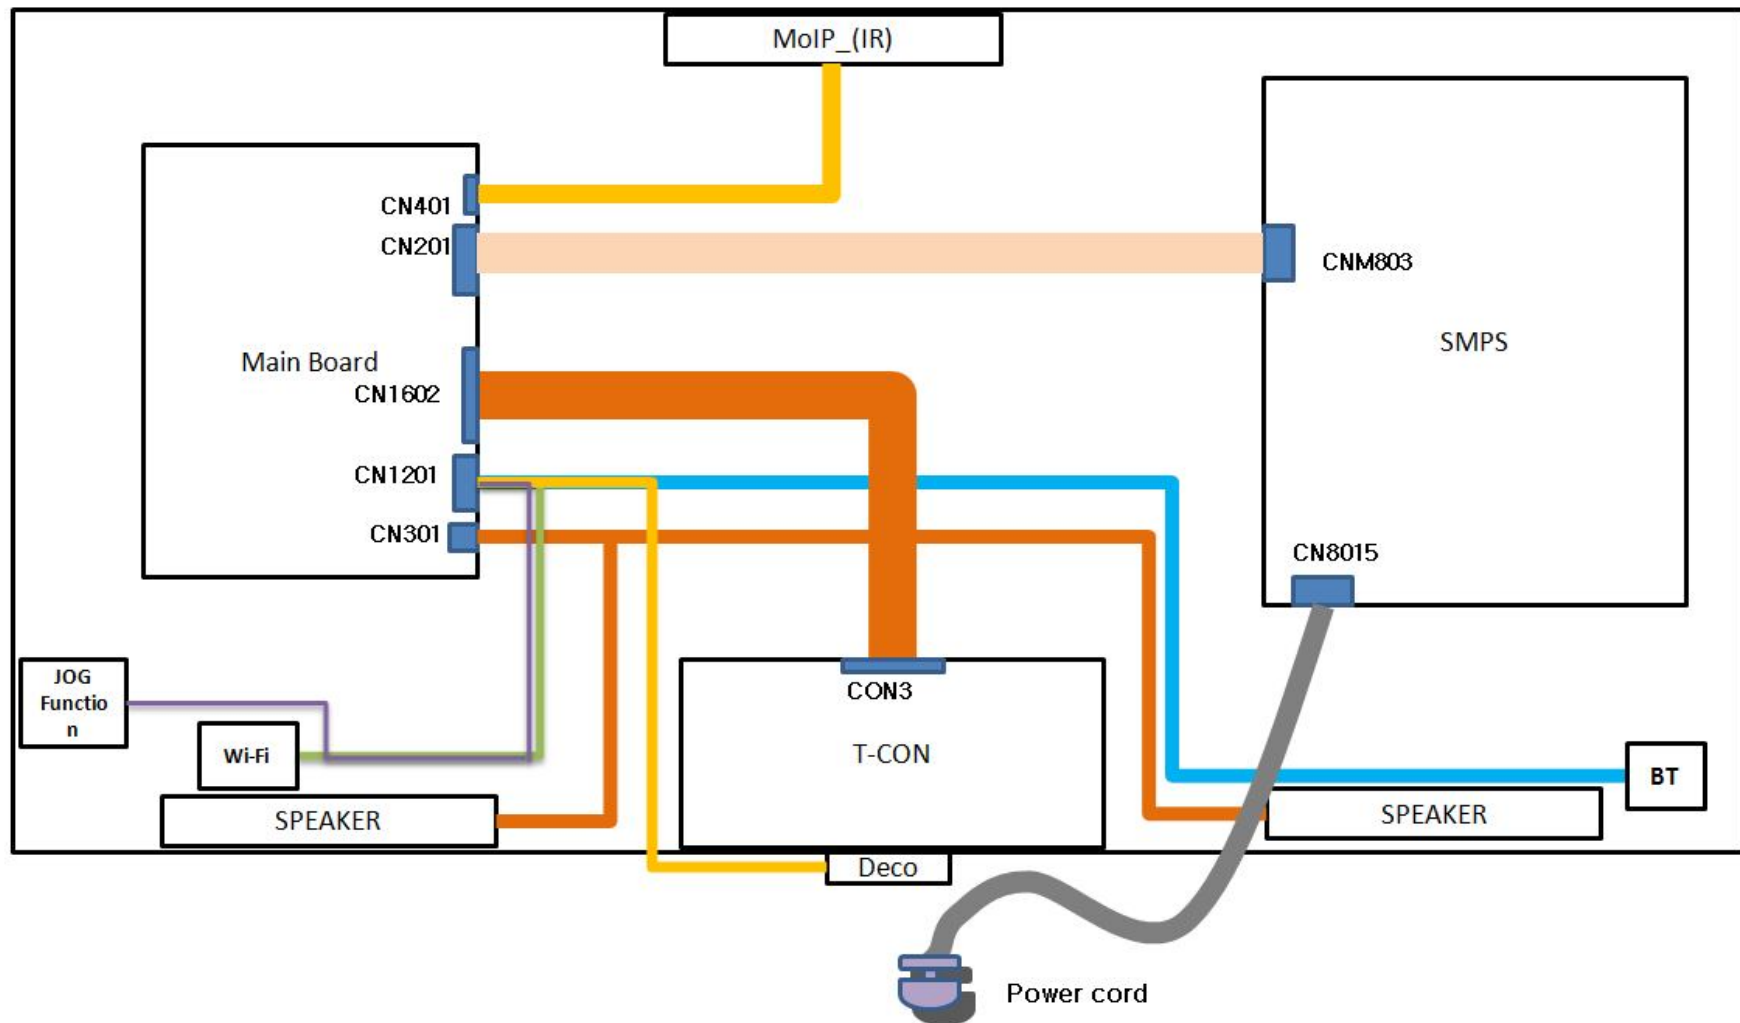 MoIP_(IR)
CN401
CN201
CNM803
SMPS
Main Board
CN1602
CN1201
CN301
CN8015
JOG
Functio
n
CON3
Wi-Fi
T-CON
BT
SPEAKER
SPEAKER
Deco
Power cord